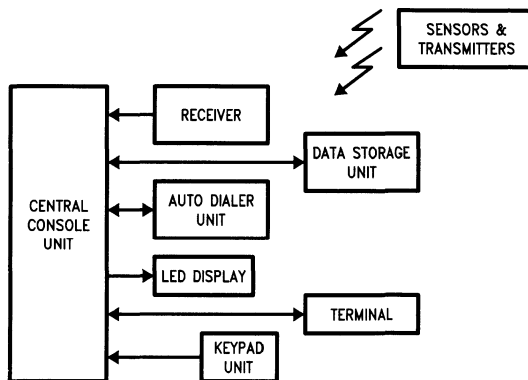 SENSORS &
TRANSMITTERS
RECEIVER
DATA STORAGE
UNIT
CENTRAL
CONSOLE
UNIT
AUTO DIALER
UNIT
LED DISPLAY
TERMINAL
KEYPAD
UNIT